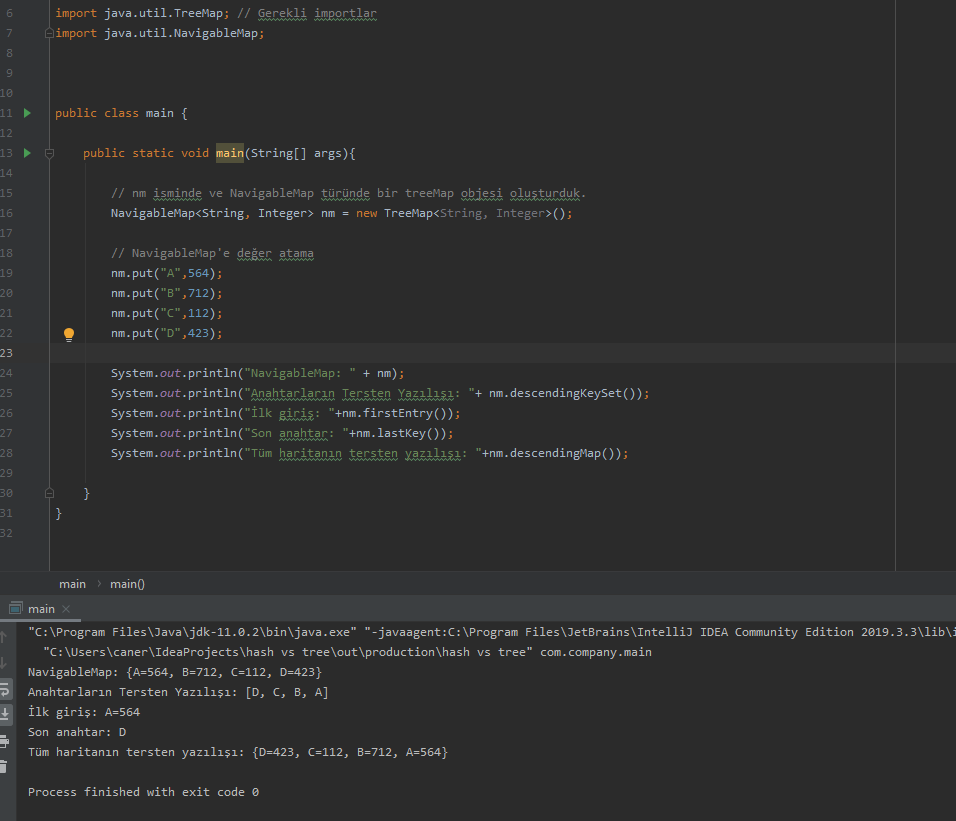 6 import java.util.TreeMap; // Gerekli importlar
7 import java.util.NavigableMap;
8
9
10
11 public class main {
12
13 public static void main(String[] args){
14
15 // nm isminde ve NavigableMap türünde bir treeMap objesi oluşturduk.
16 NavigableMap<String, Integer> nm = new TreeMap<String, Integer>();
17
18 // NavigableMap'e değer atama
19 nm.put("A",564);
20 nm.put("B",712);
21 nm.put("C",112);
22 nm.put("D",423);
23
24 System.out.println("NavigableMap: " + nm);
25 System.out.println("Anahtarların Tersten Yazılışı: "+ nm.descendingKeySet());
26 System.out.println("İlk giriş: "+nm.firstEntry());
27 System.out.println("Son anahtar: "+nm.lastKey());
28 System.out.println("Tüm haritanın tersten yazılışı: "+nm.descendingMap());
29
30 }
31 }
32
main > main()
main ×
"C:\Program Files\Java\jdk-11.0.2\bin\java.exe" "-javaagent:C:\Program Files\JetBrains\IntelliJ IDEA Community Edition 2019.3.3\lib\
"C:\Users\caner\IdeaProjects\hash vs tree\out\production\hash vs tree" com.company.main
NavigableMap: {A=564, B=712, C=112, D=423}
Anahtarların Tersten Yazılışı: [D, C, B, A]
İlk giriş: A=564
Son anahtar: D
Tüm haritanın tersten yazılışı: {D=423, C=112, B=712, A=564}
Process finished with exit code 0